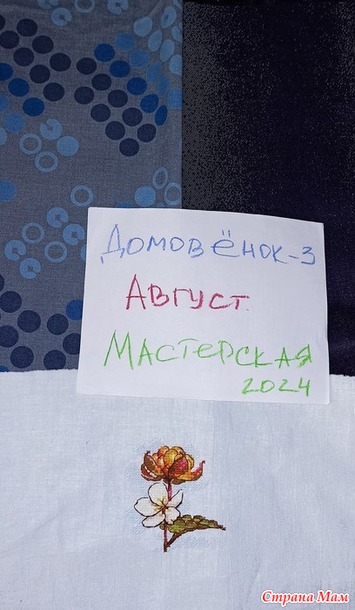 Домовёнок-3
Август.
Мастерская
2024
Страна Мам